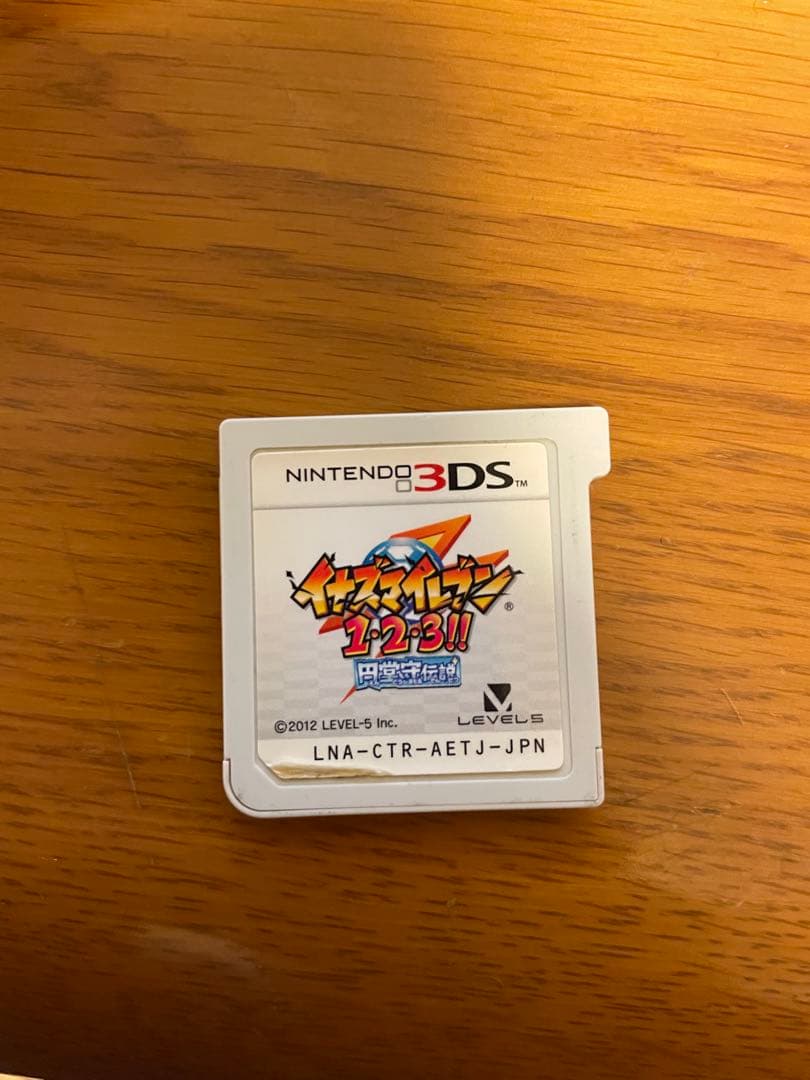 NINTENDO 3DS™
イナズマイレブン®
1・2・3!!
円堂守伝説
LEVEL5
©2012 LEVEL-5 Inc.
LNA-CTR-AETJ-JPN